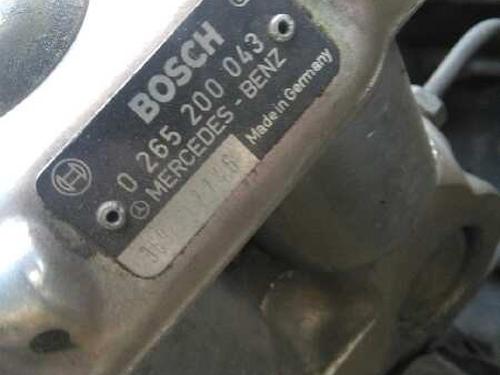 BOSCH
0 265 200 043
MERCEDES - BENZ
Made in Germany